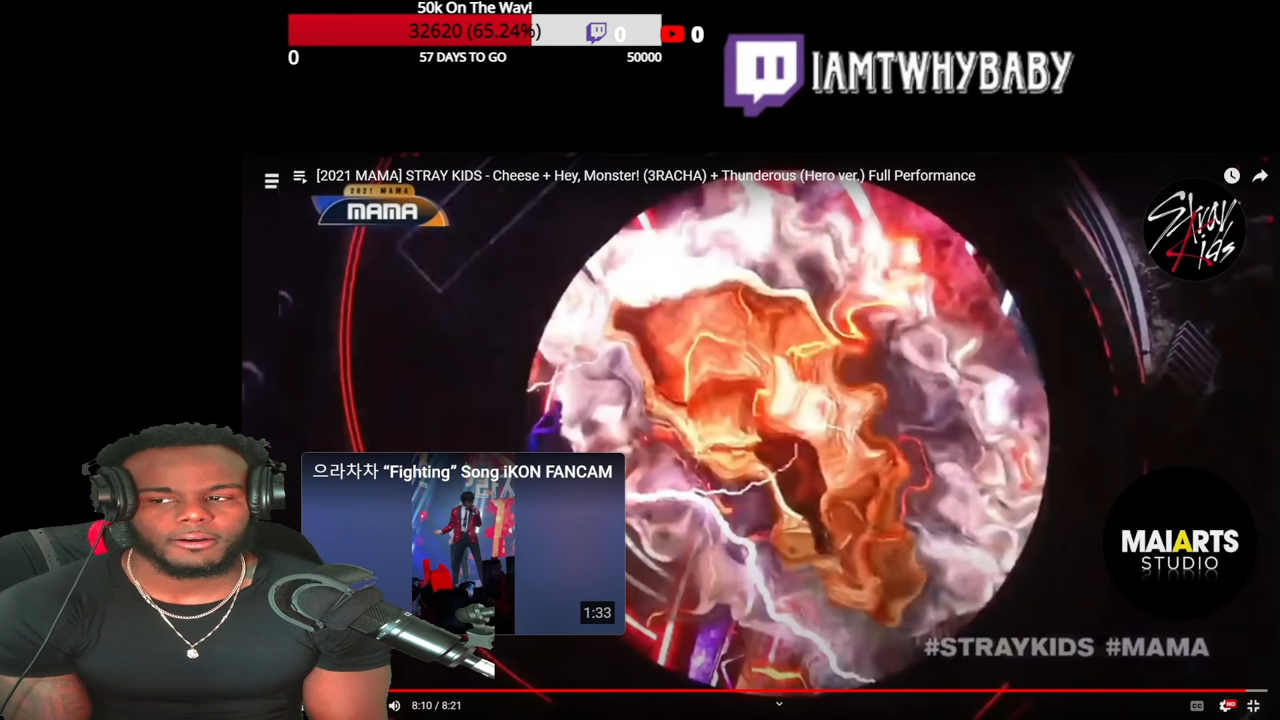 50k On The Way!
32620 (65.24%)
0
0
0
57 DAYS TO GO
50000
IAMTWHYBABY
[2021 MAMA] STRAY KIDS - Cheese + Hey, Monster! (3RACHA) + Thunderous (Hero ver.) Full Performance
2021 MAMA
MAMA
Stray
Kids
으라차차 “Fighting” Song iKON FANCAM
1:33
MAIARTS
STUDIO
#STRAYKIDS #MAMA
8:10 / 8:21
CC
HD